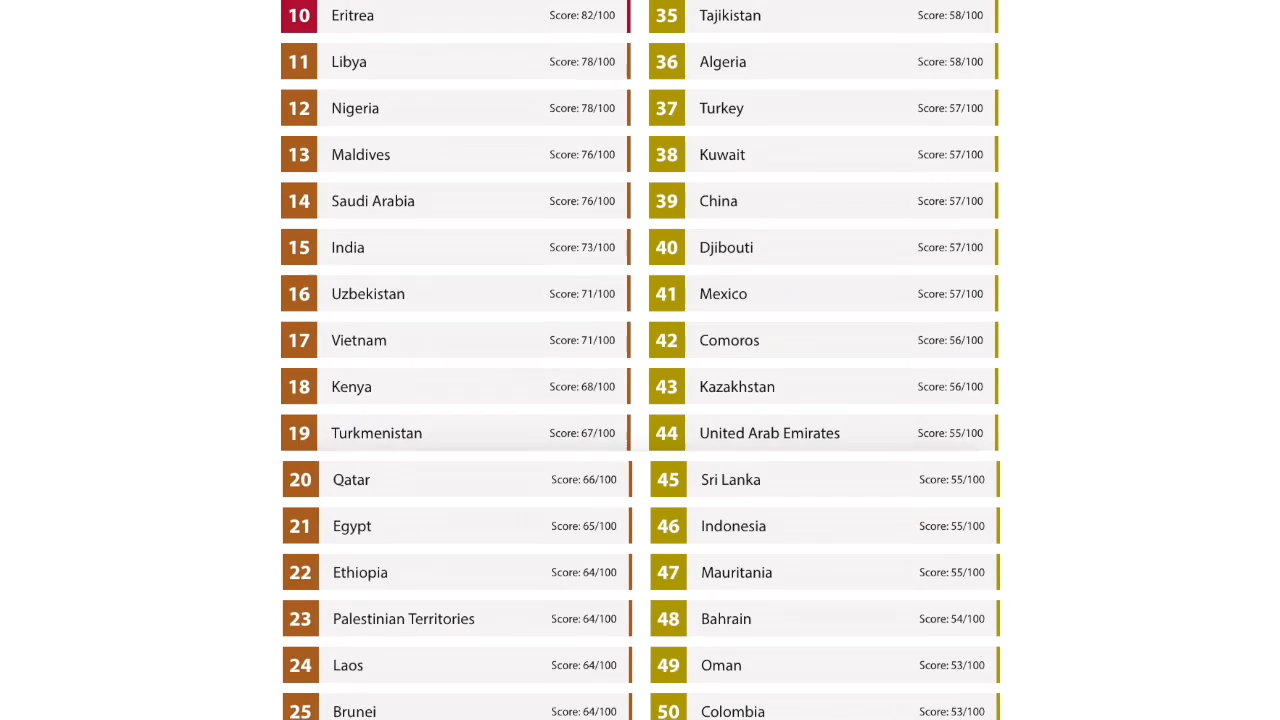 10 Eritrea Score: 82/100
11 Libya Score: 78/100
12 Nigeria Score: 78/100
13 Maldives Score: 76/100
14 Saudi Arabia Score: 76/100
15 India Score: 73/100
16 Uzbekistan Score: 71/100
17 Vietnam Score: 71/100
18 Kenya Score: 68/100
19 Turkmenistan Score: 67/100
20 Qatar Score: 66/100
21 Egypt Score: 65/100
22 Ethiopia Score: 64/100
23 Palestinian Territories Score: 64/100
24 Laos Score: 64/100
25 Brunei Score: 64/100
35 Tajikistan Score: 58/100
36 Algeria Score: 58/100
37 Turkey Score: 57/100
38 Kuwait Score: 57/100
39 China Score: 57/100
40 Djibouti Score: 57/100
41 Mexico Score: 57/100
42 Comoros Score: 56/100
43 Kazakhstan Score: 56/100
44 United Arab Emirates Score: 55/100
45 Sri Lanka Score: 55/100
46 Indonesia Score: 55/100
47 Mauritania Score: 55/100
48 Bahrain Score: 54/100
49 Oman Score: 53/100
50 Colombia Score: 53/100